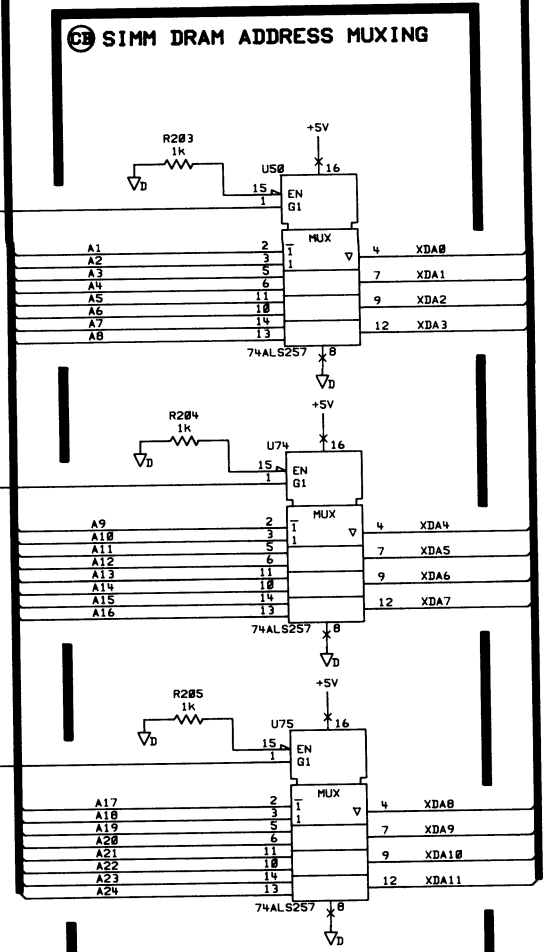 CB SIMM DRAM ADDRESS MUXING
+5V
R203
1k
D
U50
16
15 EN
1 G1
MUX
A1 2 1 4 XDA0
A2 3 1
A3 5 7 XDA1
A4 6
A5 11 9 XDA2
A6 10
A7 14 12 XDA3
A8 13
74ALS257 8
D
+5V
R204
1k
D
U74
16
15 EN
1 G1
MUX
A9 2 1 4 XDA4
A10 3 1
A11 5 7 XDA5
A12 6
A13 11 9 XDA6
A14 10
A15 14 12 XDA7
A16 13
74ALS257 8
D
+5V
R205
1k
D
U75
16
15 EN
1 G1
MUX
A17 2 1 4 XDA8
A18 3 1
A19 5 7 XDA9
A20 6
A21 11 9 XDA10
A22 10
A23 14 12 XDA11
A24 13
74ALS257 8
D